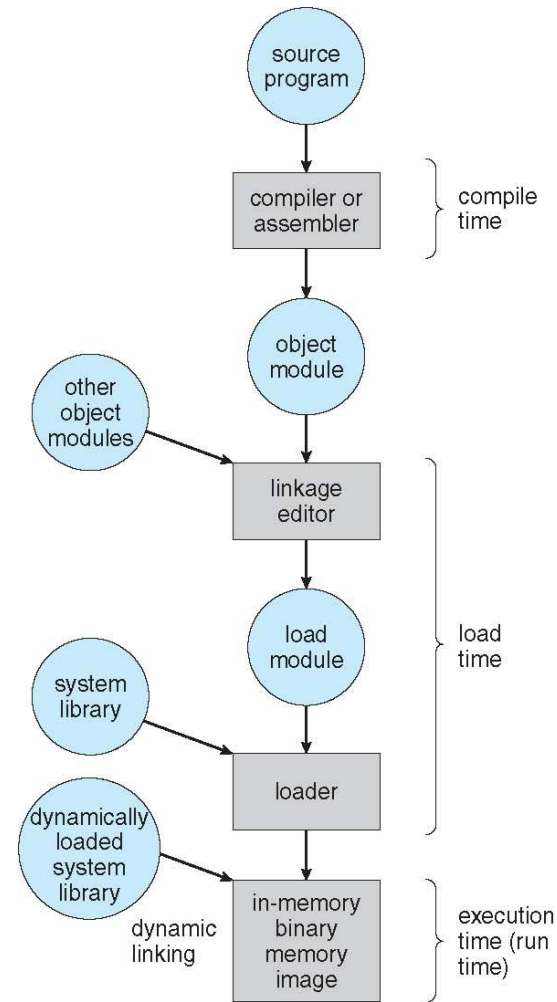 source
program
compiler or
assembler
compile
time
object
module
other
object
modules
linkage
editor
load
module
load
time
system
library
loader
dynamically
loaded
system
library
dynamic
linking
in-memory
binary
memory
image
execution
time (run
time)